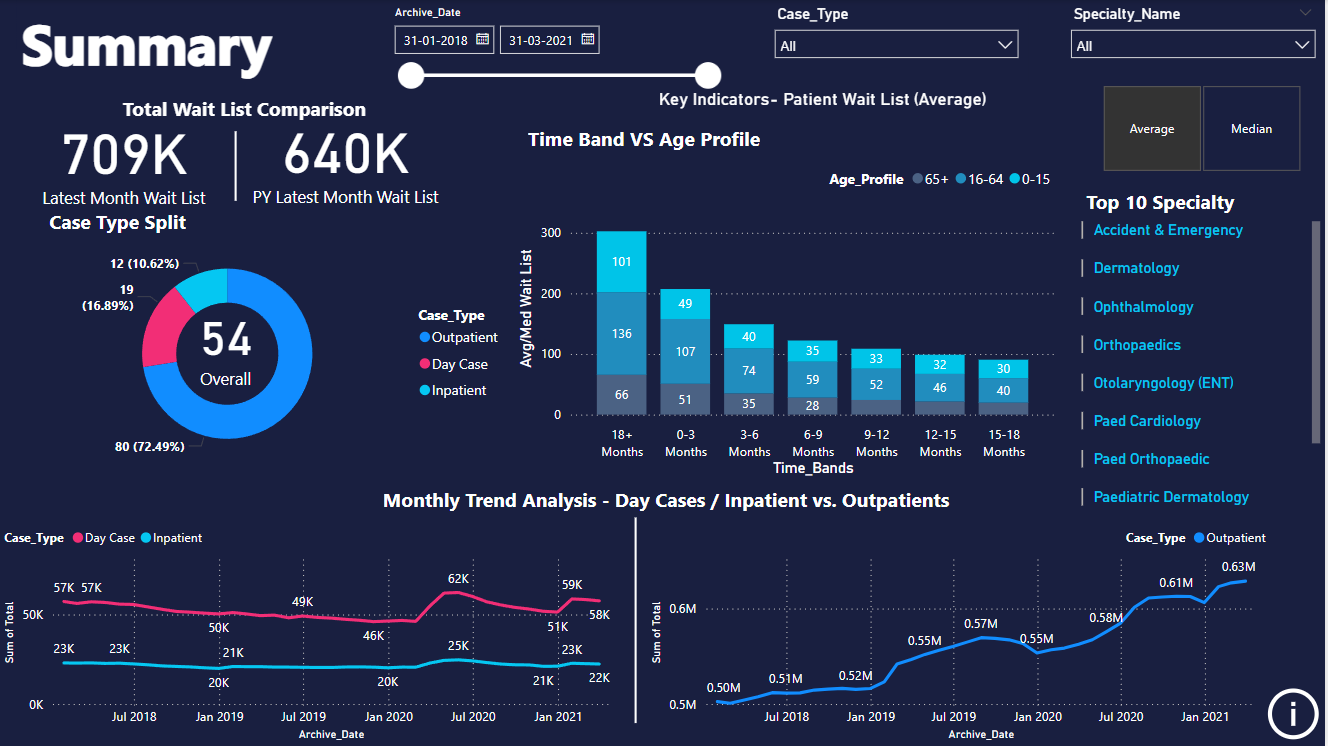 Summary
Archive_Date
31-01-2018
31-03-2021
Case_Type
All
Specialty_Name
All
Key Indicators- Patient Wait List (Average)
Average
Median
Total Wait List Comparison
709K
Latest Month Wait List
640K
PY Latest Month Wait List
Case Type Split
12 (10.62%)
19
(16.89%)
54
Overall
80 (72.49%)
Case_Type
Outpatient
Day Case
Inpatient
Time Band VS Age Profile
Age_Profile 65+ 16-64 0-15
Avg/Med Wait List
300
200
100
0
101
136
66
49
107
51
40
74
35
35
59
28
33
52
32
46
30
40
18+
Months
0-3
Months
3-6
Months
6-9
Months
9-12
Months
12-15
Months
15-18
Months
Time_Bands
Top 10 Specialty
Accident & Emergency
Dermatology
Ophthalmology
Orthopaedics
Otolaryngology (ENT)
Paed Cardiology
Paed Orthopaedic
Paediatric Dermatology
Monthly Trend Analysis - Day Cases / Inpatient vs. Outpatients
Case_Type Day Case Inpatient
Sum of Total
50K
0K
57K
57K
50K
49K
46K
62K
51K
59K
58K
23K
23K
20K
21K
20K
25K
21K
23K
22K
Jul 2018
Jan 2019
Jul 2019
Jan 2020
Jul 2020
Jan 2021
Archive_Date
Case_Type Outpatient
Sum of Total
0.6M
0.5M
0.50M
0.51M
0.52M
0.55M
0.57M
0.55M
0.58M
0.61M
0.63M
Jul 2018
Jan 2019
Jul 2019
Jan 2020
Jul 2020
Jan 2021
Archive_Date
i